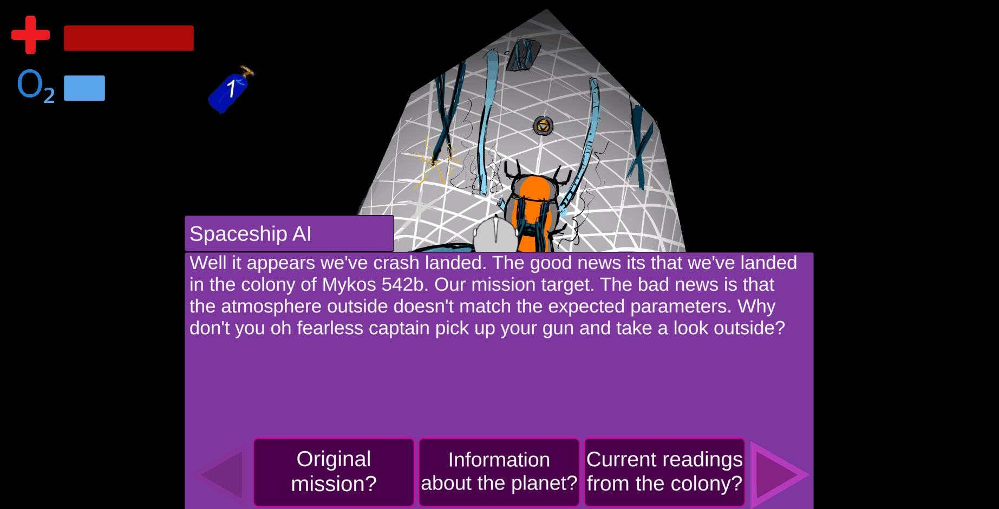 O₂
1
Spaceship AI
Well it appears we've crash landed. The good news its that we've landed
in the colony of Mykos 542b. Our mission target. The bad news is that
the atmosphere outside doesn't match the expected parameters. Why
don't you oh fearless captain pick up your gun and take a look outside?
Original
mission?
Information
about the planet?
Current readings
from the colony?